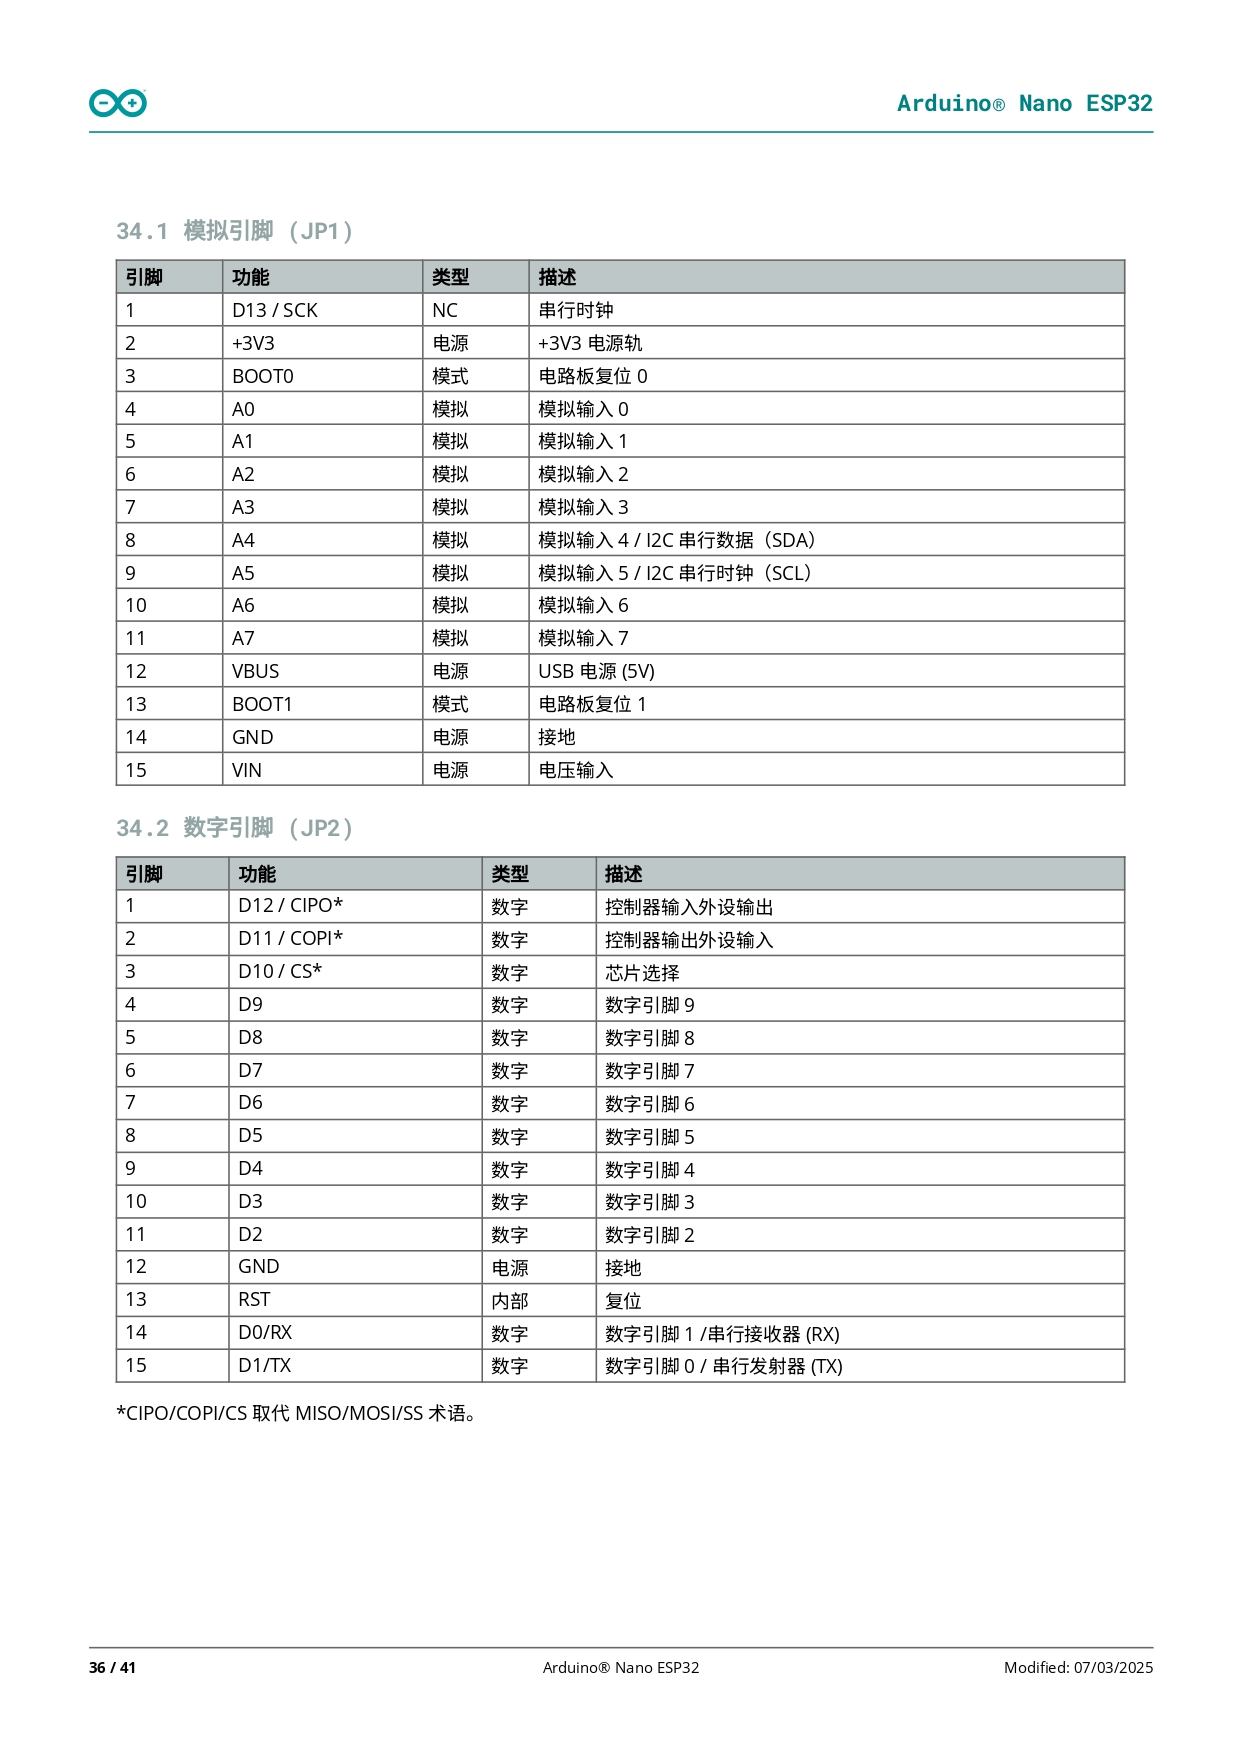 Arduino® Nano ESP32
34.1 模拟引脚 (JP1)
引脚 功能 类型 描述
1 D13 / SCK NC 串行时钟
2 +3V3 电源 +3V3 电源轨
3 BOOT0 模式 电路板复位 0
4 A0 模拟 模拟输入 0
5 A1 模拟 模拟输入 1
6 A2 模拟 模拟输入 2
7 A3 模拟 模拟输入 3
8 A4 模拟 模拟输入 4 / I2C 串行数据（SDA）
9 A5 模拟 模拟输入 5 / I2C 串行时钟（SCL）
10 A6 模拟 模拟输入 6
11 A7 模拟 模拟输入 7
12 VBUS 电源 USB 电源 (5V)
13 BOOT1 模式 电路板复位 1
14 GND 电源 接地
15 VIN 电源 电压输入
34.2 数字引脚 (JP2)
引脚 功能 类型 描述
1 D12 / CIPO* 数字 控制器输入外设输出
2 D11 / COPI* 数字 控制器输出外设输入
3 D10 / CS* 数字 芯片选择
4 D9 数字 数字引脚 9
5 D8 数字 数字引脚 8
6 D7 数字 数字引脚 7
7 D6 数字 数字引脚 6
8 D5 数字 数字引脚 5
9 D4 数字 数字引脚 4
10 D3 数字 数字引脚 3
11 D2 数字 数字引脚 2
12 GND 电源 接地
13 RST 内部 复位
14 D0/RX 数字 数字引脚 1 /串行接收器 (RX)
15 D1/TX 数字 数字引脚 0 / 串行发射器 (TX)
*CIPO/COPI/CS 取代 MISO/MOSI/SS 术语。
36 / 41 Arduino® Nano ESP32 Modified: 07/03/2025